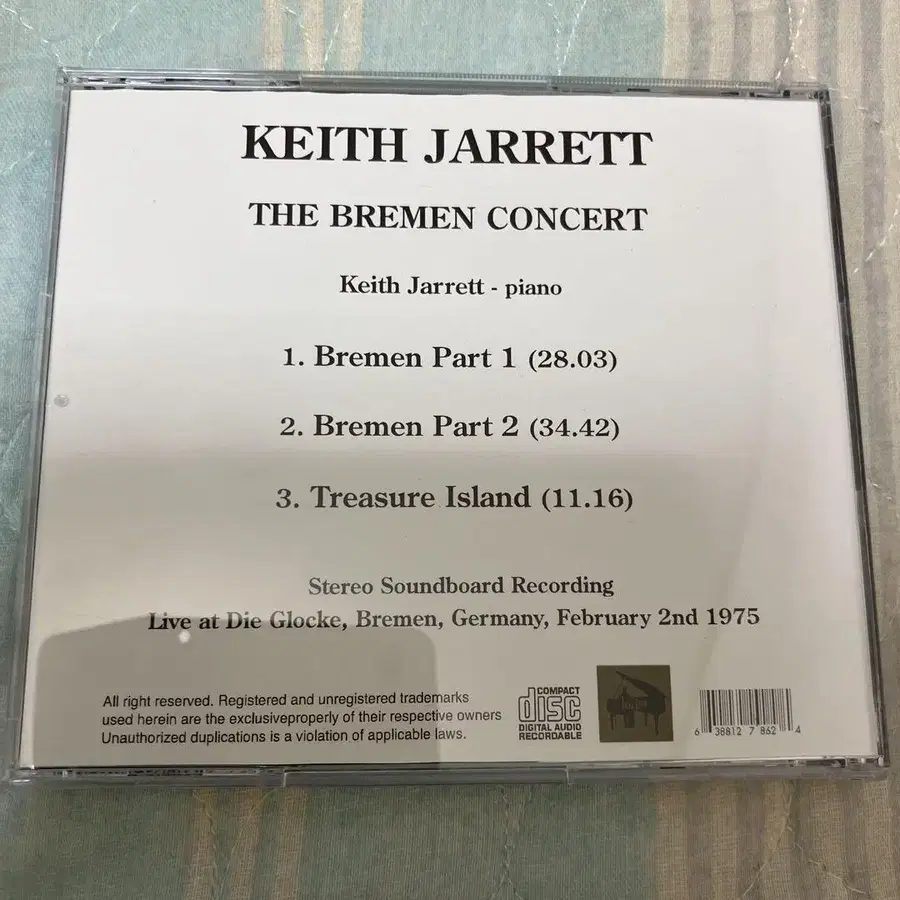 KEITH JARRETT
THE BREMEN CONCERT
Keith Jarrett - piano
1. Bremen Part 1 (28.03)
2. Bremen Part 2 (34.42)
3. Treasure Island (11.16)
Stereo Soundboard Recording
Live at Die Glocke, Bremen, Germany, February 2nd 1975
All right reserved. Registered and unregistered trademarks
used herein are the exclusiveproperly of their respective owners
Unauthorized duplications is a violation of applicable laws.
COMPACT
disc
DIGITAL AUDIO
RECORDABLE
6 38812 7 862 4